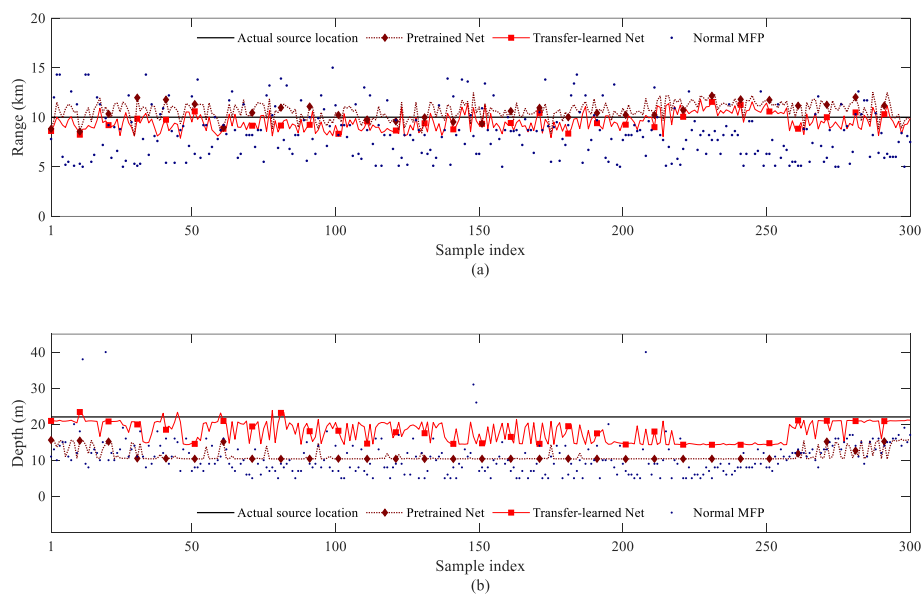 20
Actual source location Pretrained Net Transfer-learned Net Normal MFP
15
10
5
0
Range (km)
1 50 100 150 200 250 300
Sample index
(a)
40
30
20
10
0
Depth (m)
Actual source location Pretrained Net Transfer-learned Net Normal MFP
1 50 100 150 200 250 300
Sample index
(b)